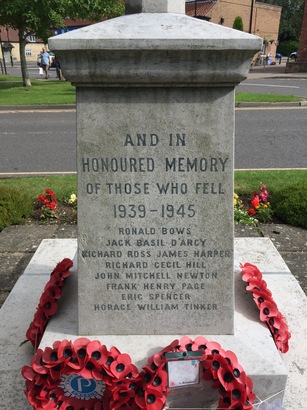 AND IN
HONOURED MEMORY
OF THOSE WHO FELL
1939-1945
RONALD BOWS
JACK BASIL D'ARCY
RICHARD ROSS JAMES HARPER
RICHARD CECIL HILL
JOHN MITCHELL NEWTON
FRANK HENRY PAGE
ERIC SPENCER
HORACE WILLIAM TINKER
P